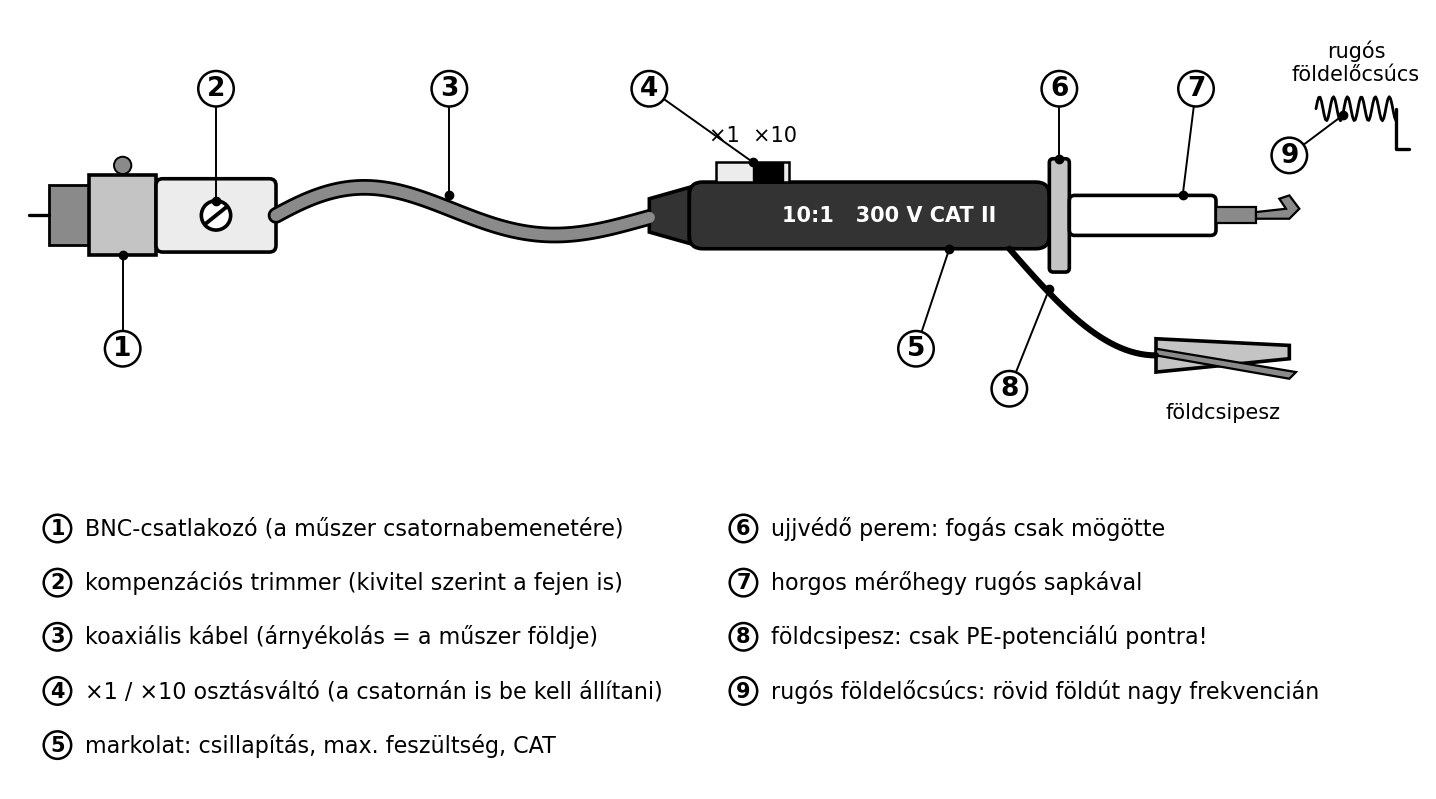 rugós
földelőcsúcs
2
3
4
6
7
×1 ×10
9
10:1 300 V CAT II
1
5
8
földcsipesz
1 BNC-csatlakozó (a műszer csatornabemenetére)
2 kompenzációs trimmer (kivitel szerint a fejen is)
3 koaxiális kábel (árnyékolás = a műszer földje)
4 ×1 / ×10 osztásváltó (a csatornán is be kell állítani)
5 markolat: csillapítás, max. feszültség, CAT
6 ujjvédő perem: fogás csak mögötte
7 horgos mérőhegy rugós sapkával
8 földcsipesz: csak PE-potenciálú pontra!
9 rugós földelőcsúcs: rövid földút nagy frekvencián